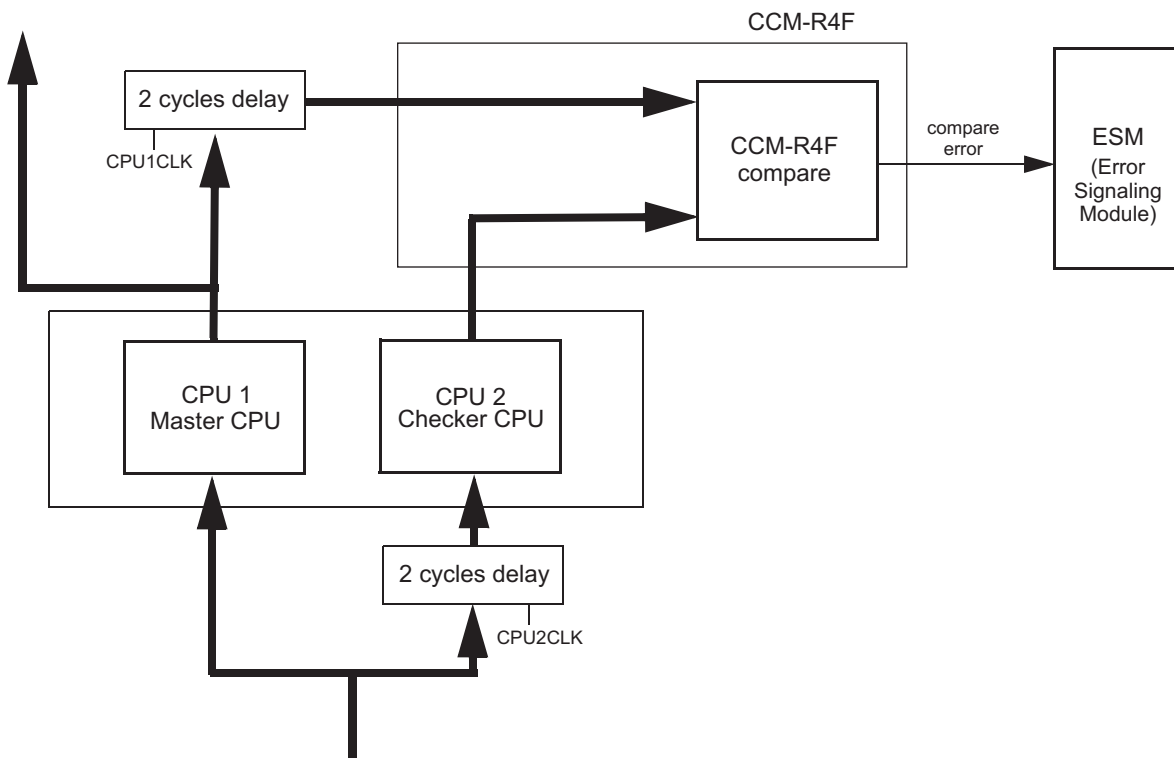 CCM-R4F
2 cycles delay
CPU1CLK
CCM-R4F
compare
compare
error
ESM
(Error
Signaling
Module)
CPU 1
Master CPU
CPU 2
Checker CPU
2 cycles delay
CPU2CLK